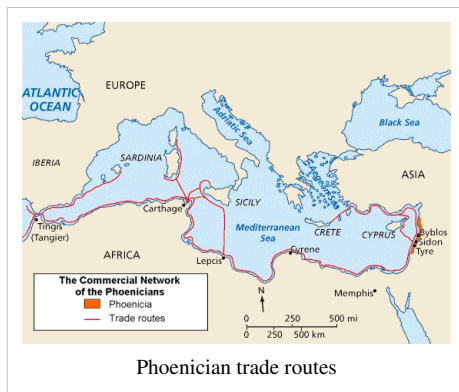 ATLANTIC
OCEAN
EUROPE
Adriatic Sea
Black Sea
IBERIA
SARDINIA
Aegean Sea
ASIA
SICILY
Carthage
Mediterranean
Sea
CRETE
CYPRUS
Byblos
Sidon
Tyre
Tingis
(Tangier)
AFRICA
Lepcis
Cyrene
Memphis
The Commercial Network
of the Phoenicians
Phoenicia
Trade routes
N
0 250 500 mi
0 250 500 km
Phoenician trade routes